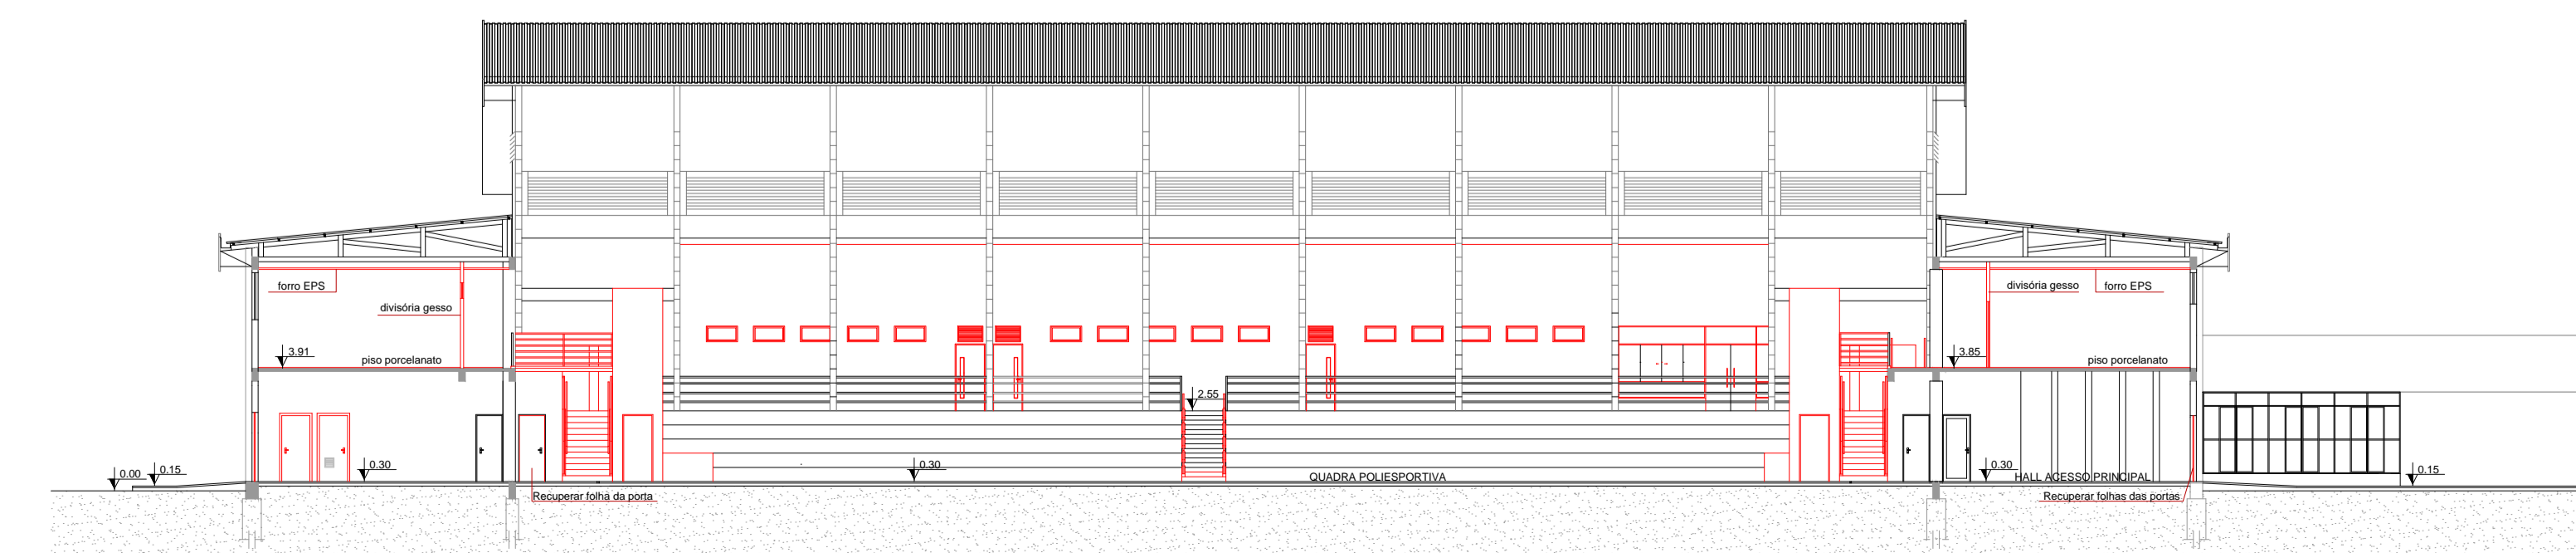 forro EPS
divisória gesso
3.91
piso porcelanato
0.00
0.15
0.30
Recuperar folha da porta
0.30
2.55
QUADRA POLIESPORTIVA
divisória gesso
forro EPS
3.85
piso porcelanato
0.30
HALL ACESSO PRINCIPAL
Recuperar folhas das portas
0.15